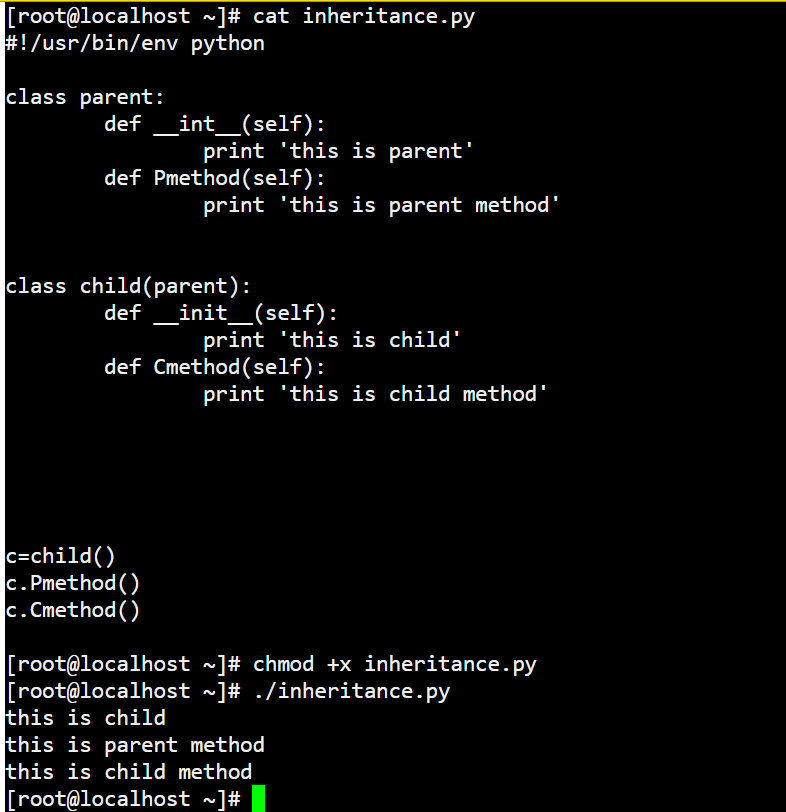 [root@localhost ~]# cat inheritance.py
#!/usr/bin/env python
class parent:
        def __int__(self):
                print 'this is parent'
        def Pmethod(self):
                print 'this is parent method'
class child(parent):
        def __init__(self):
                print 'this is child'
        def Cmethod(self):
                print 'this is child method'
c=child()
c.Pmethod()
c.Cmethod()
[root@localhost ~]# chmod +x inheritance.py
[root@localhost ~]# ./inheritance.py
this is child
this is parent method
this is child method
[root@localhost ~]#